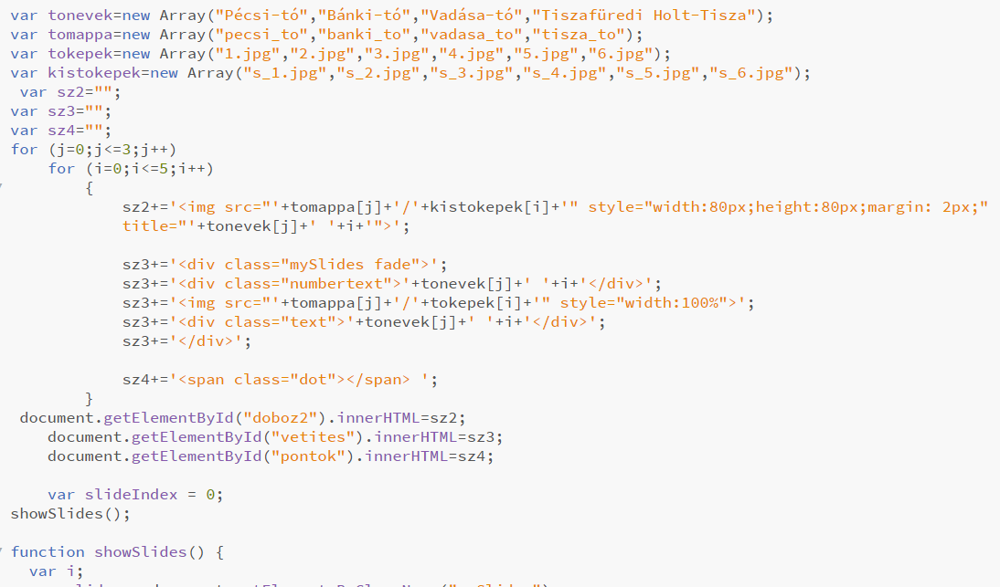 var tonevek=new Array("Pécsi-tó","Bánki-tó","Vadása-tó","Tiszafüredi Holt-Tisza");
var tomappa=new Array("pecsi_to","banki_to","vadasa_to","tisza_to");
var tokepek=new Array("1.jpg","2.jpg","3.jpg","4.jpg","5.jpg","6.jpg");
var kistokepek=new Array("s_1.jpg","s_2.jpg","s_3.jpg","s_4.jpg","s_5.jpg","s_6.jpg");
var sz2="";
var sz3="";
var sz4="";
for (j=0;j<=3;j++)
for (i=0;i<=5;i++)
{
sz2+='<img src="'+tomappa[j]+'/'+kistokepek[i]+'" style="width:80px;height:80px;margin: 2px;"
title="'+tonevek[j]+' '+i+'">';
sz3+='<div class="mySlides fade">';
sz3+='<div class="numbertext">'+tonevek[j]+' '+i+'</div>';
sz3+='<img src="'+tomappa[j]+'/'+tokepek[i]+'" style="width:100%">';
sz3+='<div class="text">'+tonevek[j]+' '+i+'</div>';
sz3+='</div>';
sz4+='<span class="dot"></span> ';
}
document.getElementById("doboz2").innerHTML=sz2;
document.getElementById("vetites").innerHTML=sz3;
document.getElementById("pontok").innerHTML=sz4;
var slideIndex = 0;
showSlides();
function showSlides() {
var i;